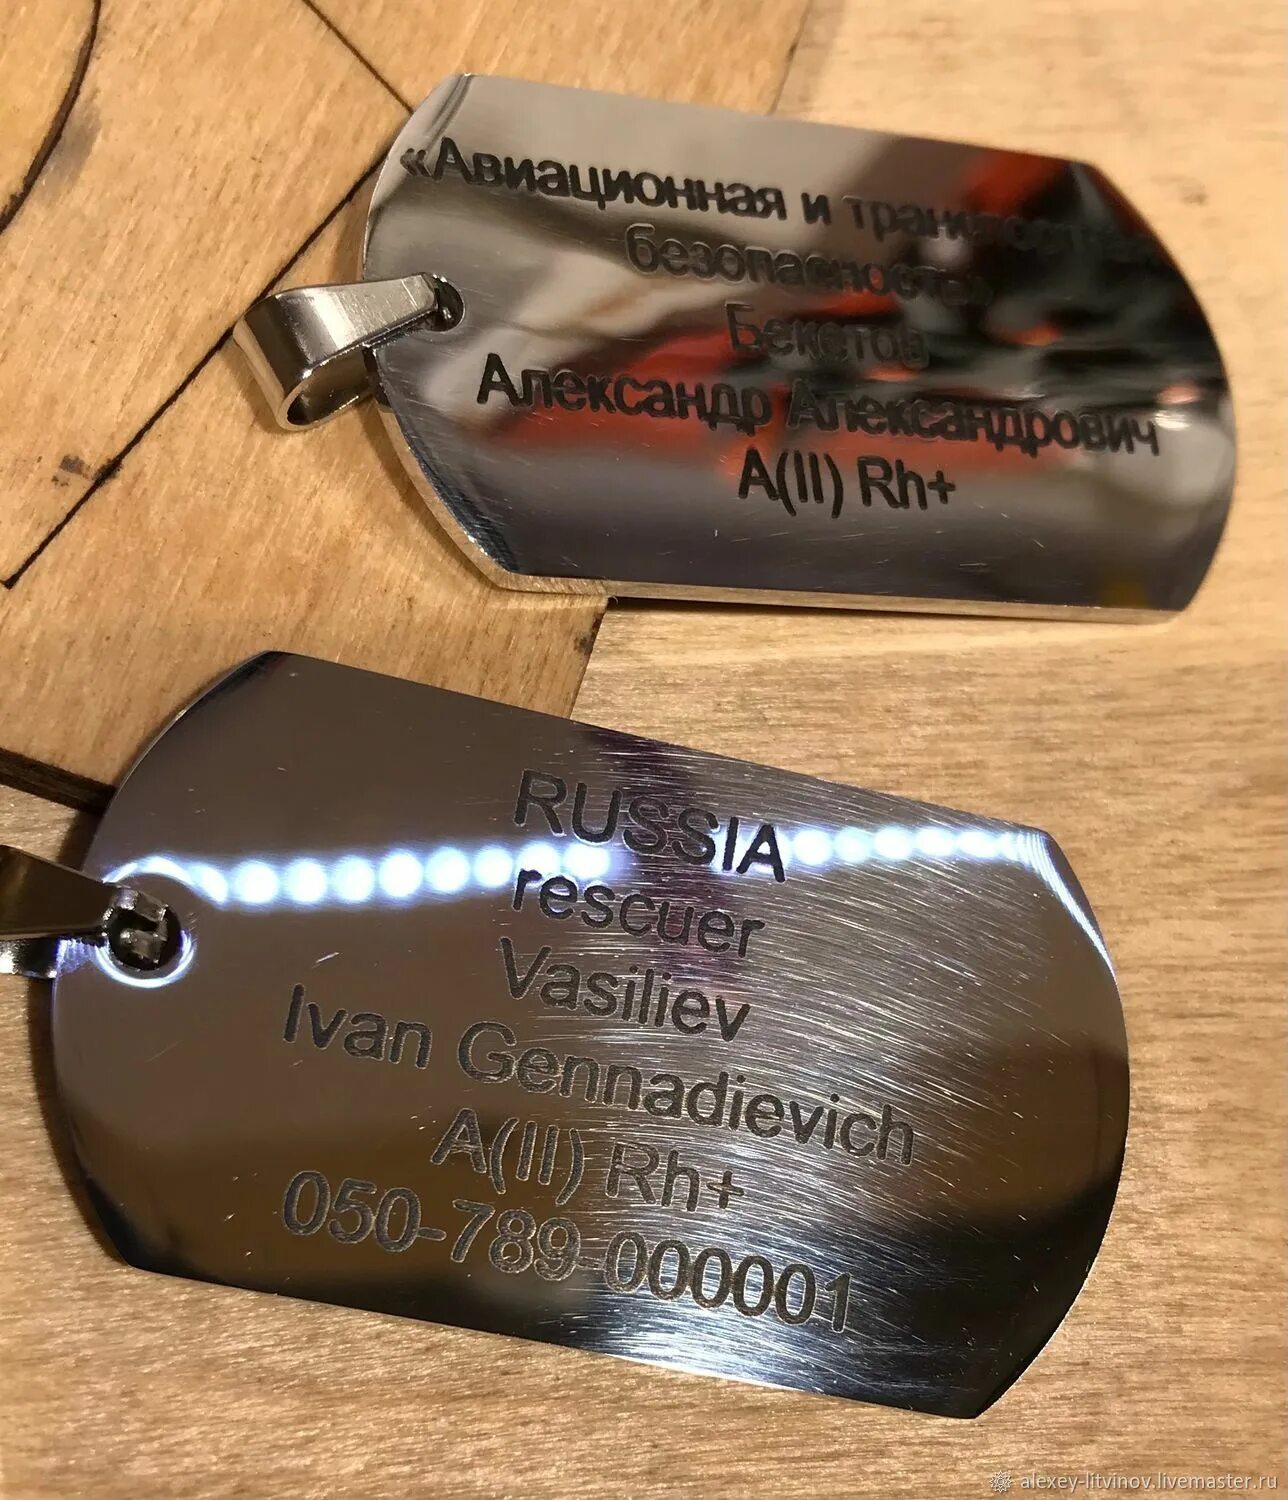 «Авиационная и транспортная
безопасность»
Бекетов
Александр Александрович
A(II) Rh+
RUSSIA
rescuer
Vasiliev
Ivan Gennadievich
A(II) Rh+
050-789-000001
alexey-litvinov.livemaster.ru